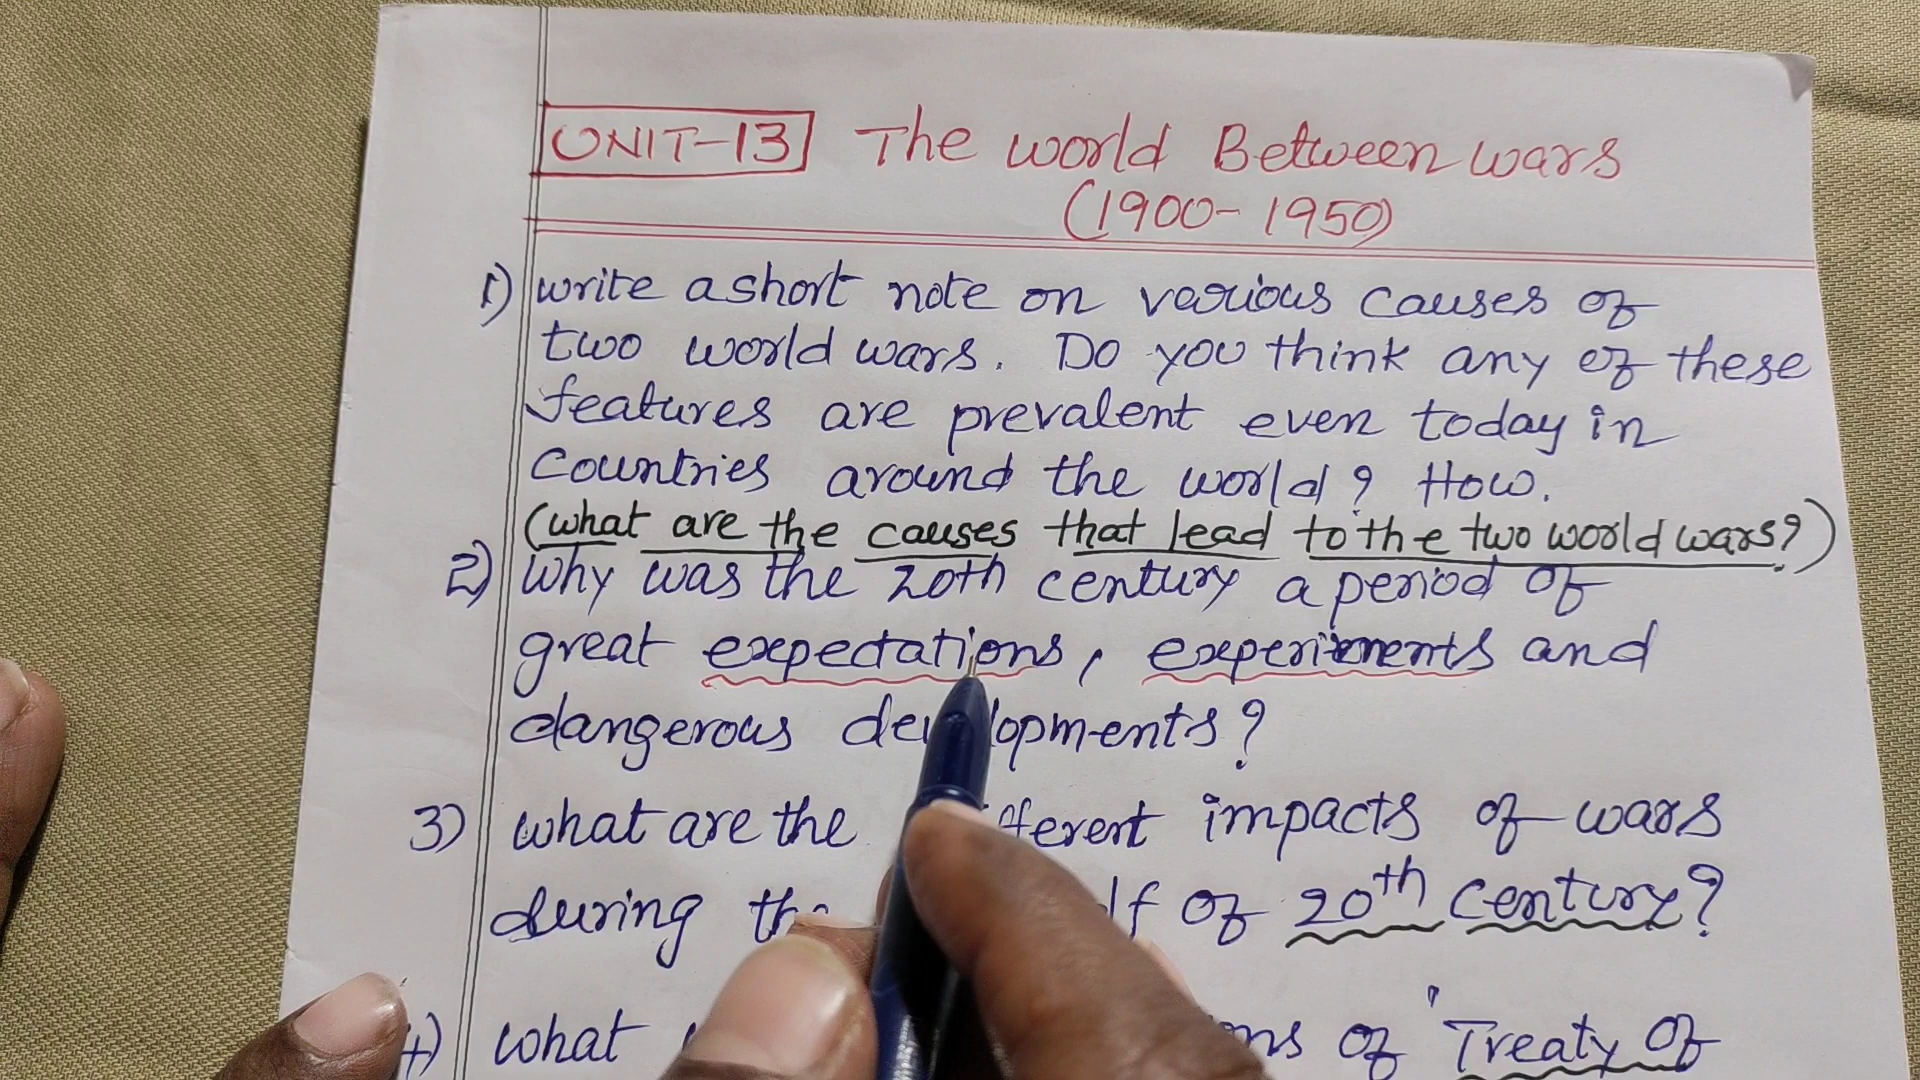 UNIT-13 The world Between wars
(1900-1950)
1) write a short note on various causes of
two world wars. Do you think any of these
features are prevalent even today in
countries around the world? How.
(what are the causes that lead to the two world wars?)
2) Why was the 20th century a period of
great expectations, experiments and
dangerous de lopments?
3) what are the fferent impacts of wars
during th lf of 20th century?
4) what ns of 'Treaty of